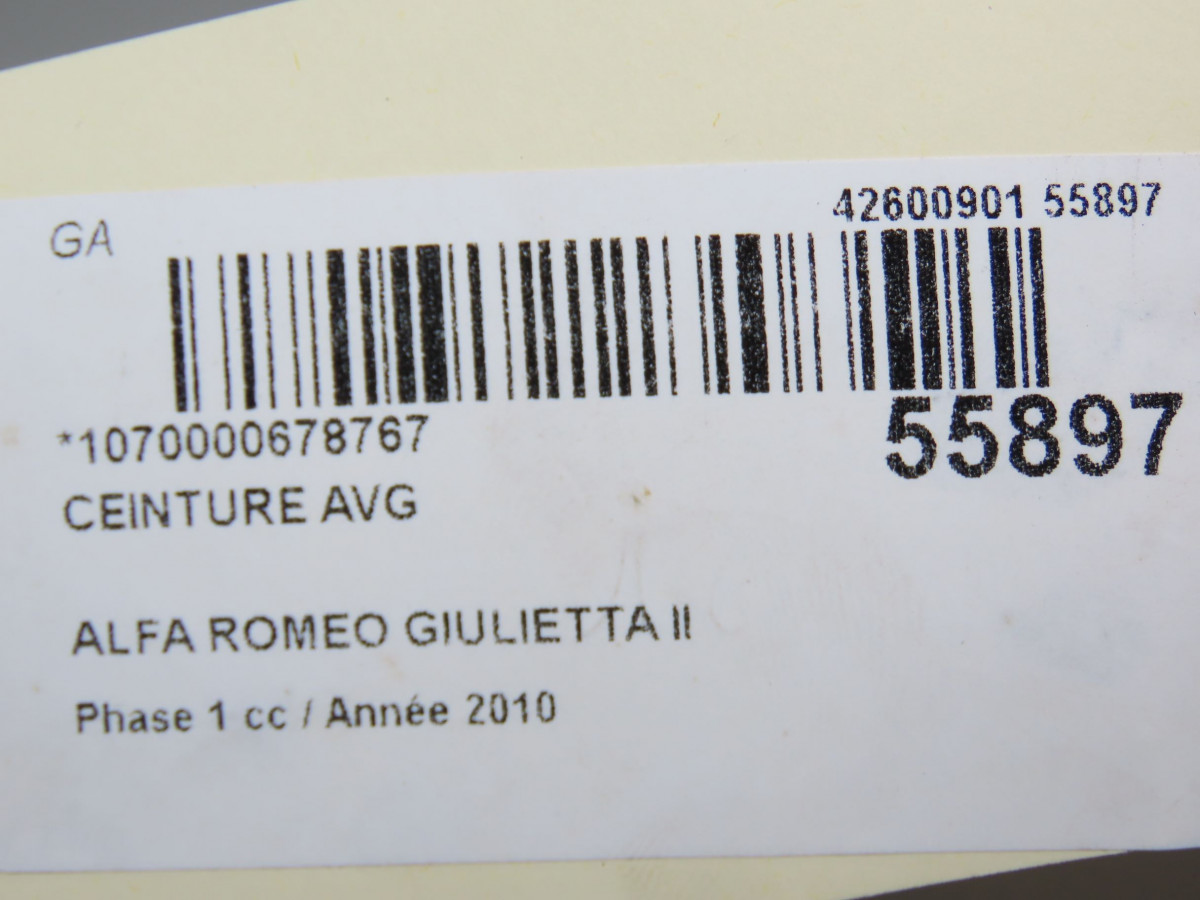 42600901 55897
GA
*1070000678767
55897
CEINTURE AVG
ALFA ROMEO GIULIETTA II
Phase 1 cc / Année 2010